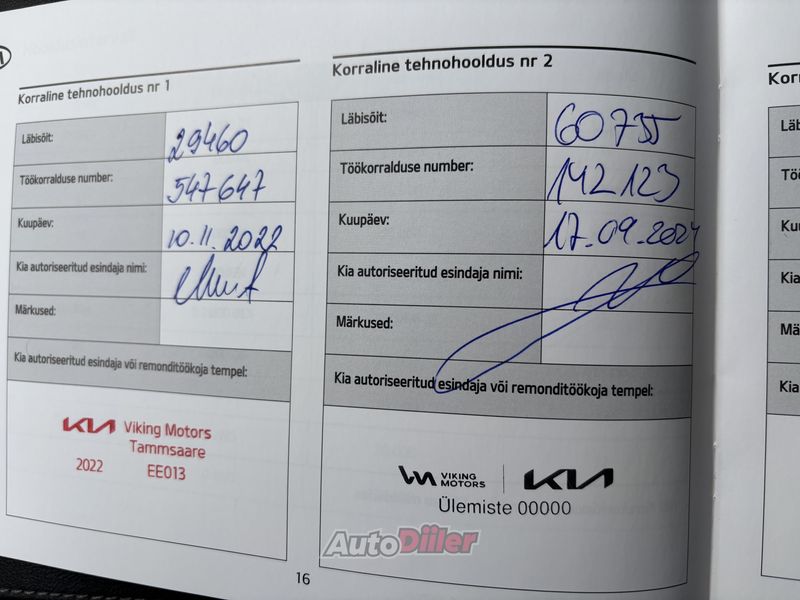 Korraline tehnohooldus nr 1
Läbisõit: 29460
Töökorralduse number: 547647
Kuupäev: 10.11.2022
Kia autoriseeritud esindaja nimi:
Märkused:
Kia autoriseeritud esindaja või remonditöökoja tempel:
KIA Viking Motors
Tammsaare
2022 EE013
Korraline tehnohooldus nr 2
Läbisõit: 60735
Töökorralduse number: 142123
Kuupäev: 17.09.2024
Kia autoriseeritud esindaja nimi:
Märkused:
Kia autoriseeritud esindaja või remonditöökoja tempel:
VIKING MOTORS KIA
Ülemiste 00000
AutoDiiler
16